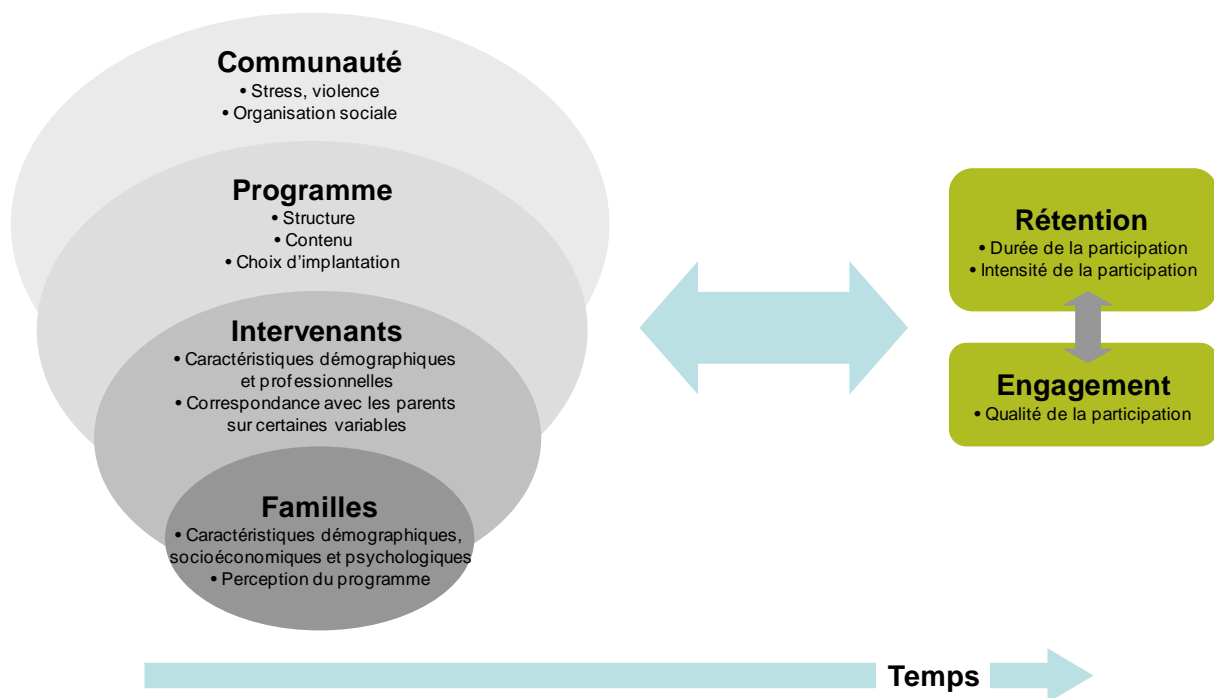 Communauté
• Stress, violence
• Organisation sociale
Programme
• Structure
• Contenu
• Choix d'implantation
Intervenants
• Caractéristiques démographiques
et professionnelles
• Correspondance avec les parents
sur certaines variables
Familles
• Caractéristiques démographiques,
socioéconomiques et psychologiques
• Perception du programme
Rétention
• Durée de la participation
• Intensité de la participation
Engagement
• Qualité de la participation
Temps